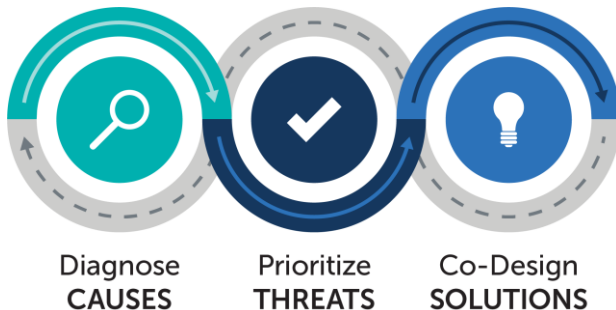 Diagnose
CAUSES
Prioritize
THREATS
Co-Design
SOLUTIONS